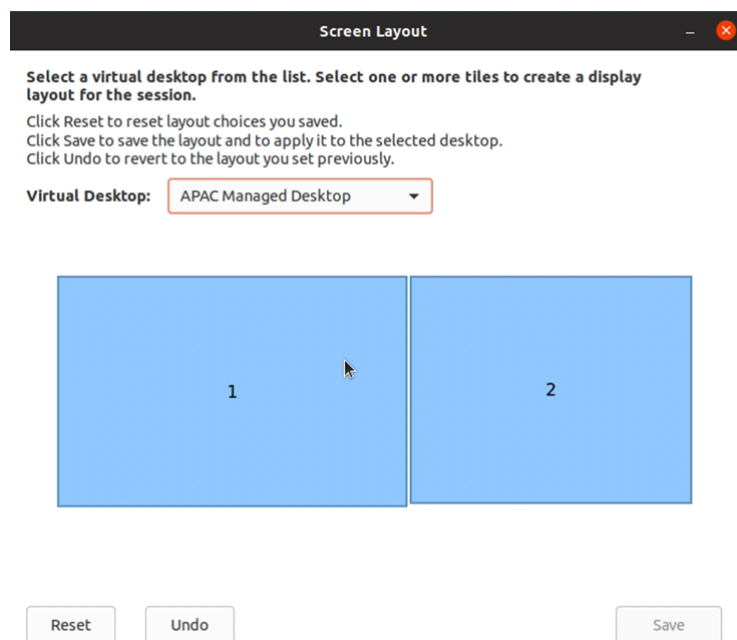 Screen Layout
Select a virtual desktop from the list. Select one or more tiles to create a display
layout for the session.
Click Reset to reset layout choices you saved.
Click Save to save the layout and to apply it to the selected desktop.
Click Undo to revert to the layout you set previously.
Virtual Desktop: APAC Managed Desktop
1 2
Reset Undo Save